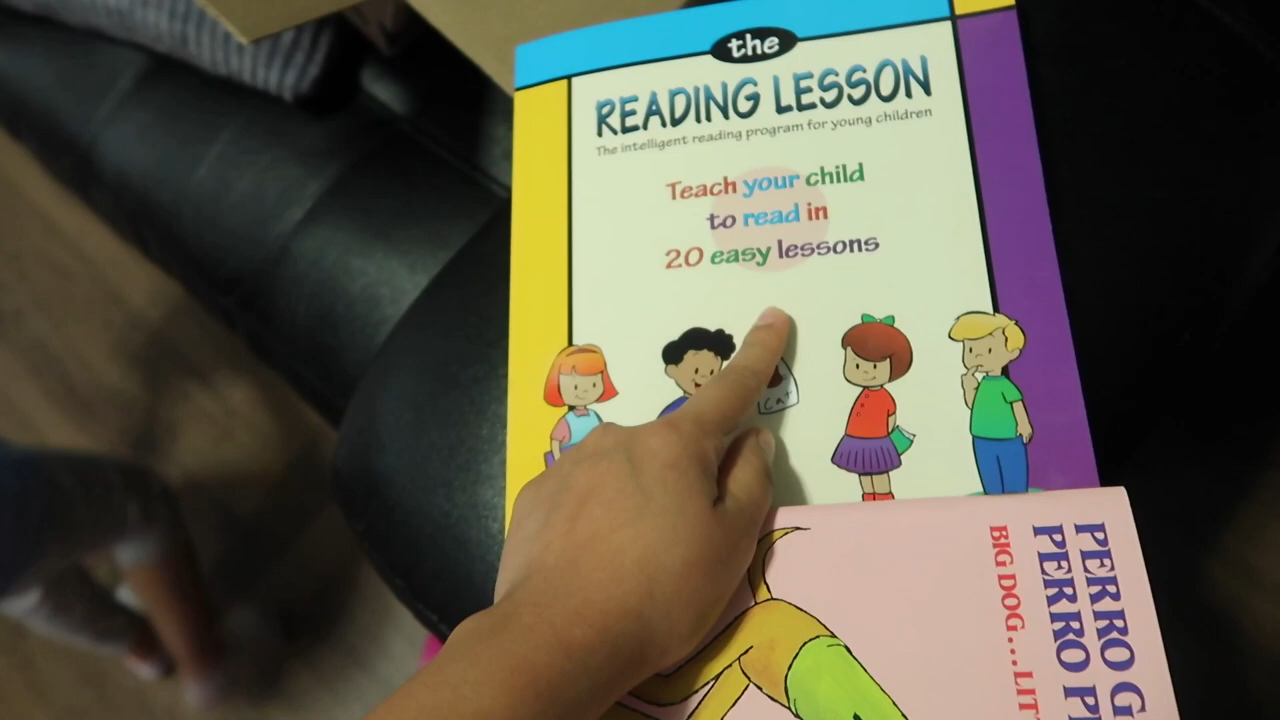 the
READING LESSON
The intelligent reading program for young children
Teach your child
to read in
20 easy lessons
Cat
PERRO
PERRO
BIG DOG...